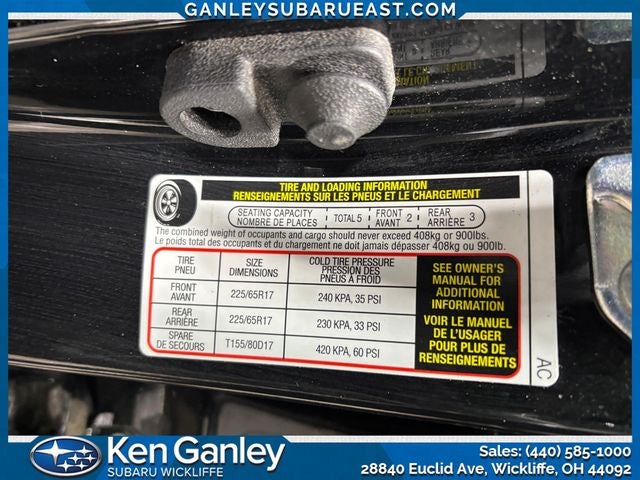 GANLEYSUBARUEAST.COM
TIRE AND LOADING INFORMATION
RENSEIGNEMENTS SUR LES PNEUS ET LE CHARGEMENT
SEATING CAPACITY
NOMBRE DE PLACES
TOTAL 5
FRONT
AVANT 2
REAR
ARRIÈRE 3
The combined weight of occupants and cargo should never exceed 408kg or 900lbs.
Le poids total des occupants et du chargement ne doit jamais dépasser 408kg ou 900lb.
TIRE
PNEU
SIZE
DIMENSIONS
COLD TIRE PRESSURE
PRESSION DES
PNEUS À FROID
FRONT
AVANT
225/65R17
240 KPA, 35 PSI
REAR
ARRIÈRE
225/65R17
230 KPA, 33 PSI
SPARE
DE SECOURS
T155/80D17
420 KPA, 60 PSI
SEE OWNER'S
MANUAL FOR
ADDITIONAL
INFORMATION
VOIR LE MANUEL
DE L'USAGER
POUR PLUS DE
RENSEIGNEMENTS
AC
Ken Ganley
SUBARU WICKLIFFE
Sales: (440) 585-1000
28840 Euclid Ave, Wickliffe, OH 44092